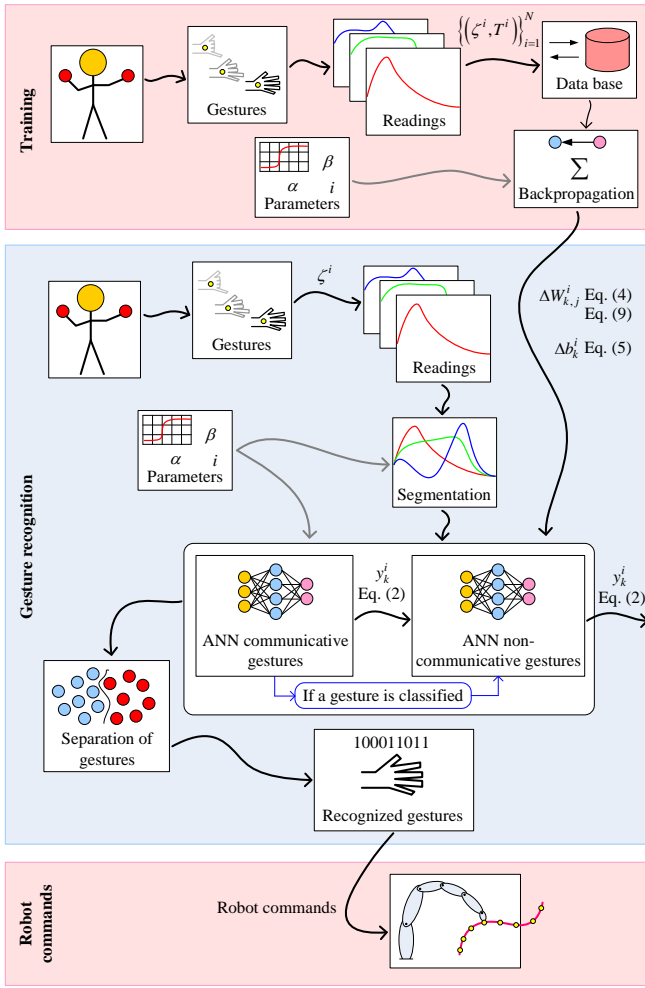 Training
Gestures
Readings
{(ζ^i, T^i)}_{i=1}^N
Data base
α β i
Parameters
∑
Backpropagation
Gesture recognition
Gestures
ζ^i
Readings
ΔW^i_{k,j} Eq. (4)
Eq. (9)
Δb^i_k Eq. (5)
β
α i
Parameters
Segmentation
ANN communicative
gestures
y^i_k
Eq. (2)
ANN non-
communicative gestures
y^i_k
Eq. (2)
If a gesture is classified
Separation of
gestures
100011011
Recognized gestures
Robot
commands
Robot commands